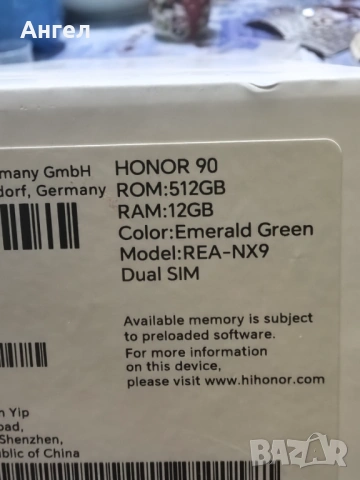 Ангел
many GmbH
dorf, Germany
HONOR 90
ROM:512GB
RAM:12GB
Color:Emerald Green
Model:REA-NX9
Dual SIM
Available memory is subject
to preloaded software.
For more information
on this device,
please visit www.hihonor.com
Yip
Shenzhen,
of China
BAZAR.bg